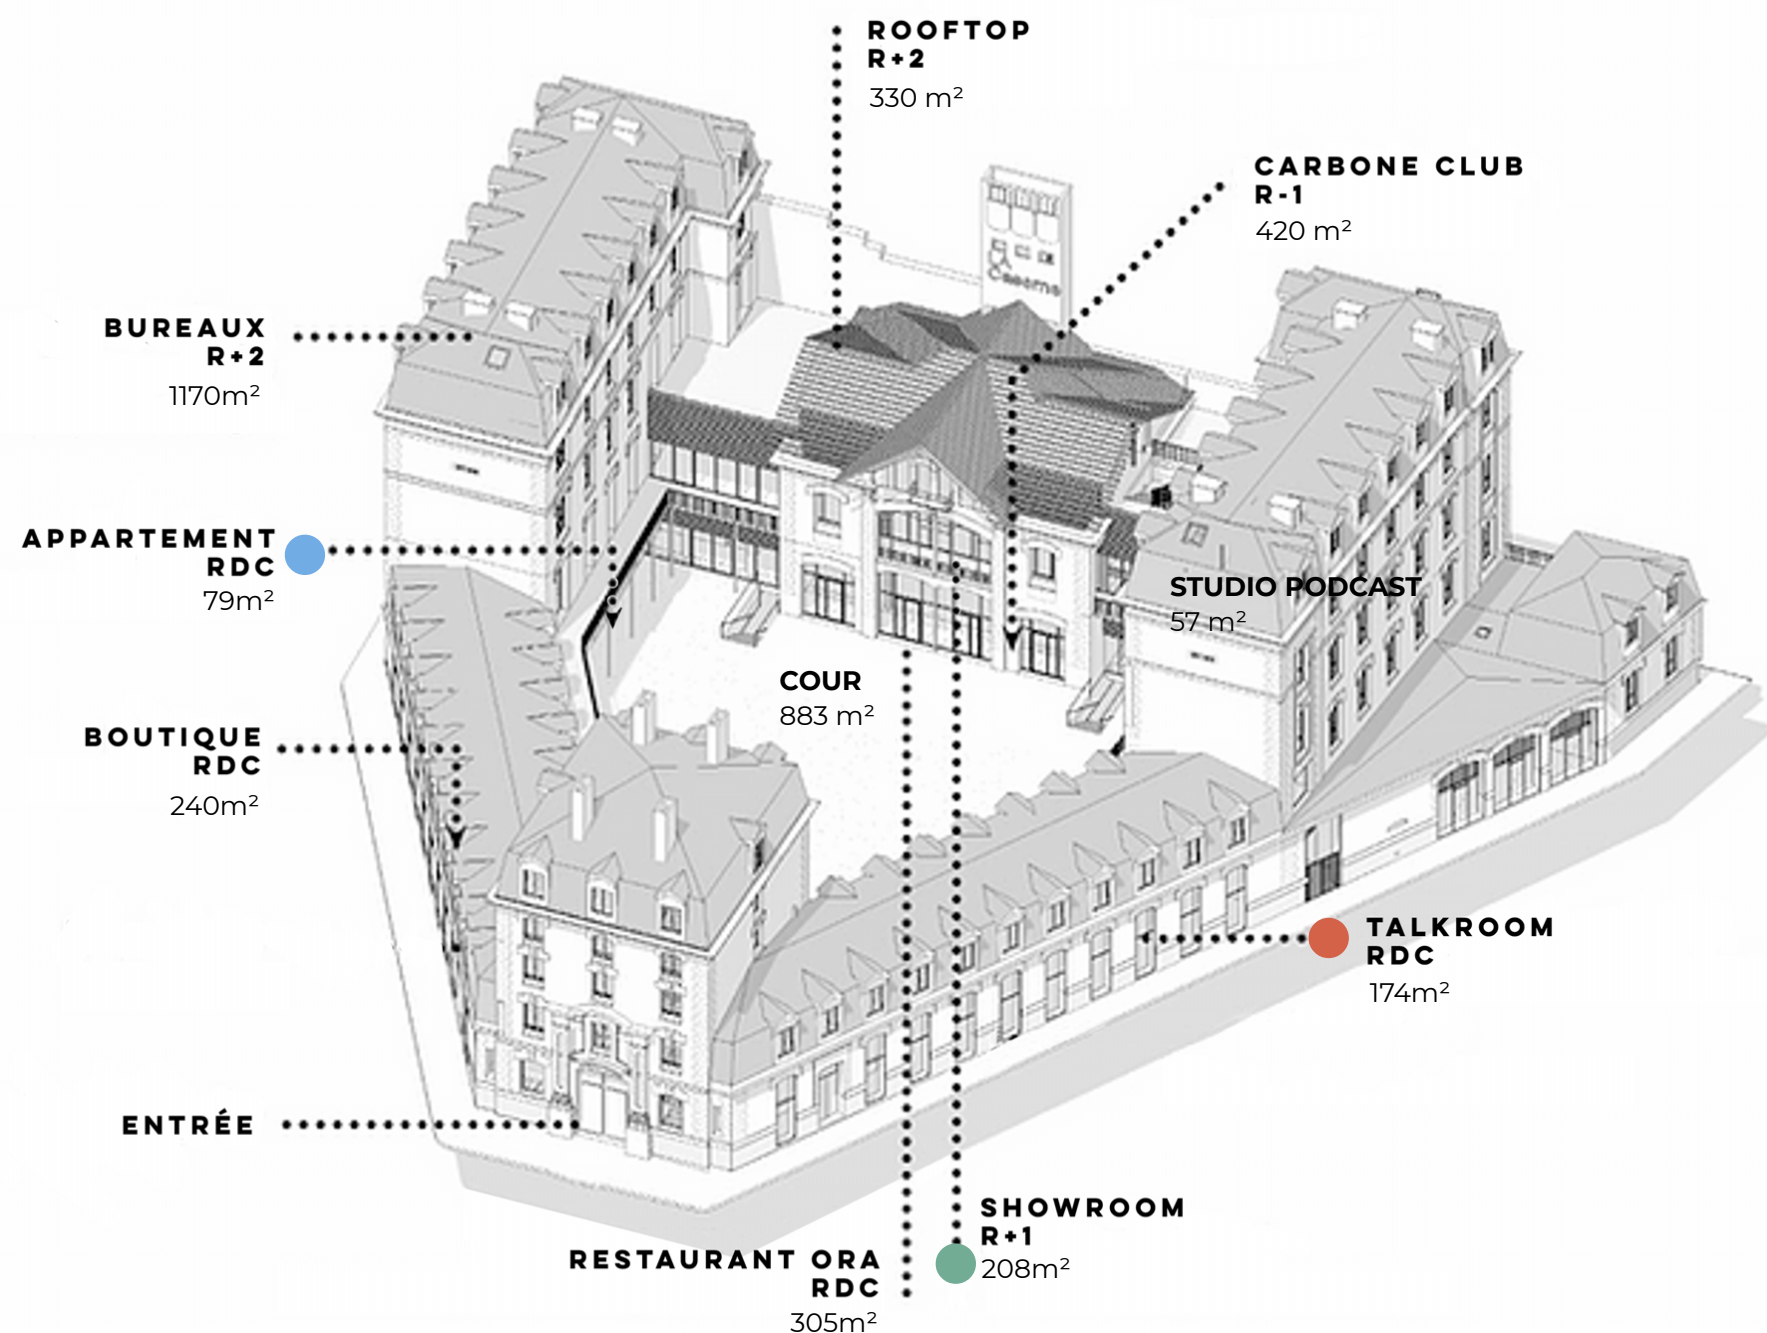 ROOFTOP
R+2
330 m²
CARBONE CLUB
R-1
420 m²
BUREAUX
R+2
1170m²
APPARTEMENT
RDC
79m²
STUDIO PODCAST
57 m²
COUR
883 m²
BOUTIQUE
RDC
240m²
TALKROOM
RDC
174m²
ENTRÉE
SHOWROOM
R+1
208m²
RESTAURANT ORA
RDC
305m²